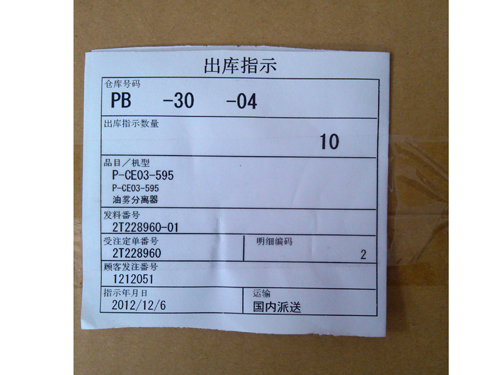 出库指示
仓库号码
PB -30 -04
出库指示数量
10
品目／机型
P-CE03-595
P-CE03-595
油雾分离器
发料番号
2T228960-01
受注定单番号
2T228960
明细编码
2
顾客发注番号
1212051
指示年月日
2012/12/6
运输
国内派送